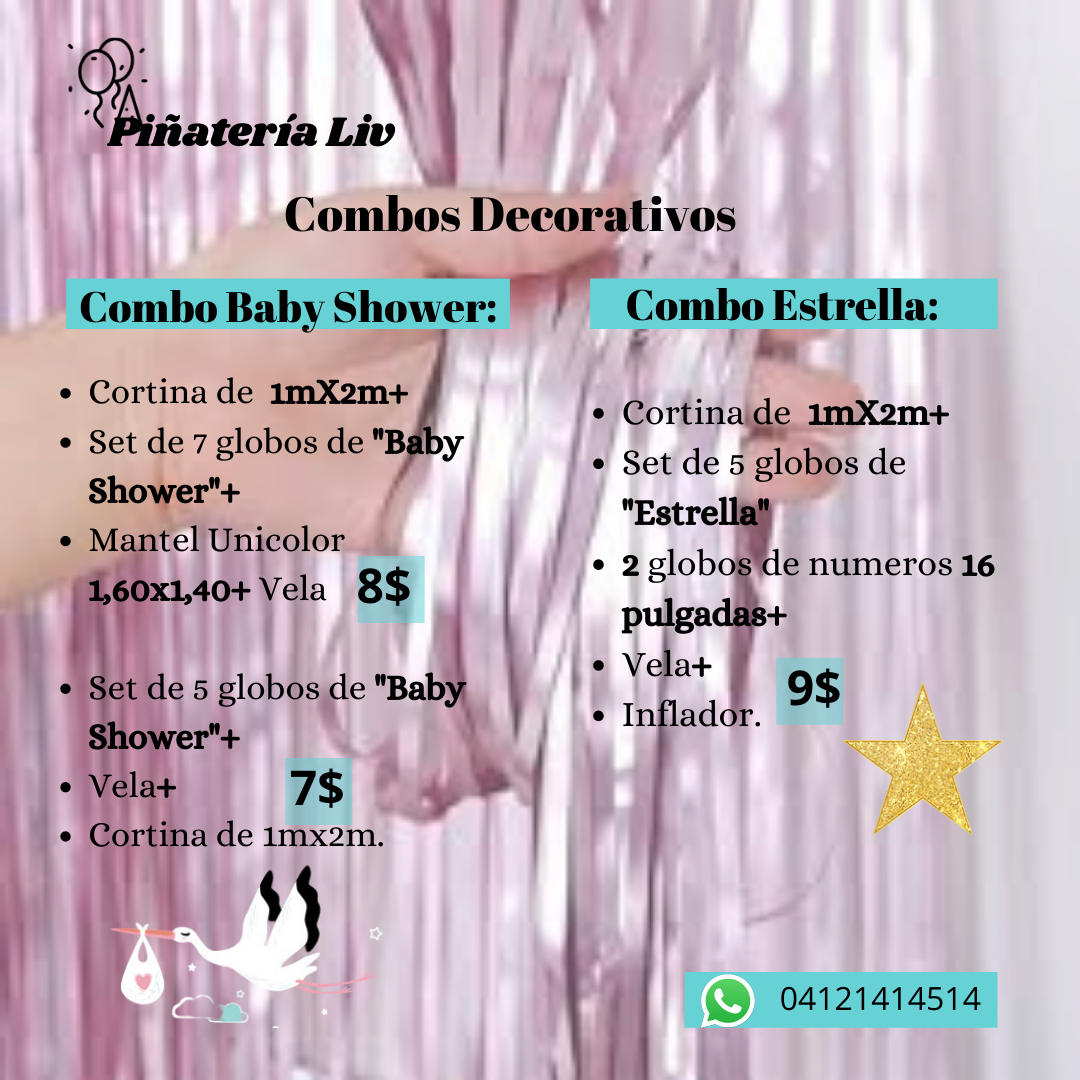 Piñatería Liv
Combos Decorativos
Combo Baby Shower:
• Cortina de 1mX2m+
• Set de 7 globos de "Baby
Shower"+
• Mantel Unicolor
1,60x1,40+ Vela 8$
• Set de 5 globos de "Baby
Shower"+
• Vela+
7$
• Cortina de 1mx2m.
Combo Estrella:
• Cortina de 1mX2m+
• Set de 5 globos de
"Estrella"
• 2 globos de numeros 16
pulgadas+
• Vela+
9$
• Inflador.
04121414514